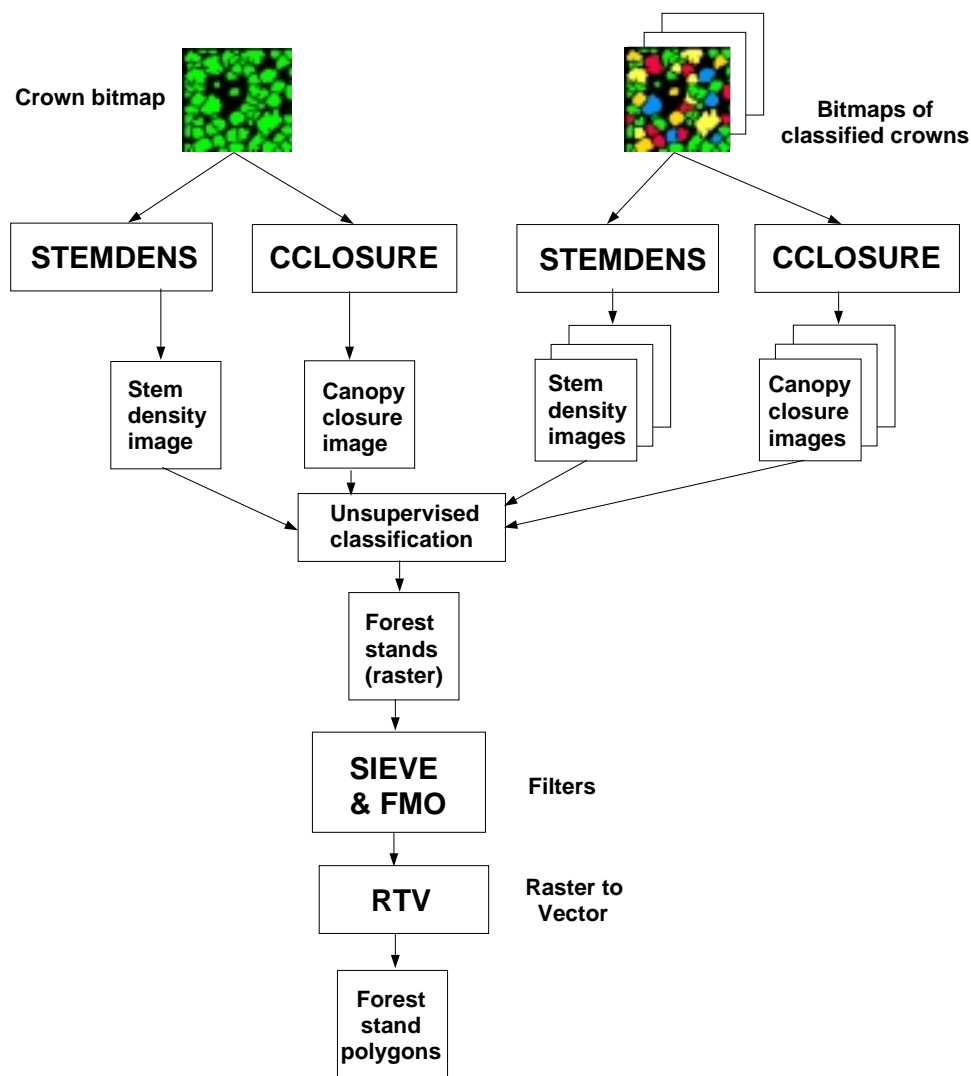 Crown bitmap
Bitmaps of
classified crowns
STEMDENS
CCLOSURE
STEMDENS
CCLOSURE
Stem
density
image
Canopy
closure
image
Stem
density
images
Canopy
closure
images
Unsupervised
classification
Forest
stands
(raster)
SIEVE
& FMO
Filters
RTV
Raster to
Vector
Forest
stand
polygons